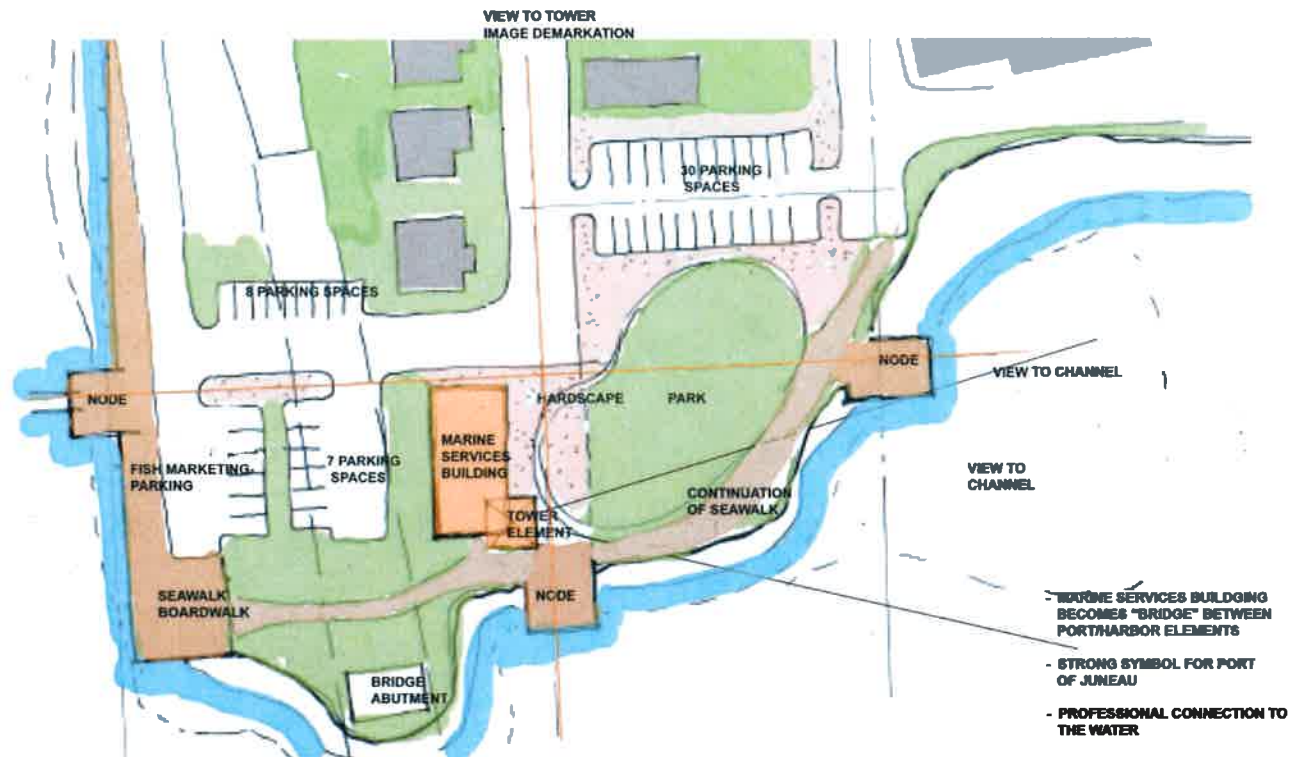 VIEW TO TOWER
IMAGE DEMARKATION
30 PARKING
SPACES
8 PARKING SPACES
NODE
NODE
VIEW TO CHANNEL
HARDSCAPE
PARK
MARINE
SERVICES
BUILDING
FISH MARKETING
PARKING
7 PARKING
SPACES
VIEW TO
CHANNEL
CONTINUATION
OF SEAWALK
TOWER
ELEMENT
SEAWALK
BOARDWALK
NODE
BRIDGE
ABUTMENT
- MARINE SERVICES BUILDGING
BECOMES "BRIDGE" BETWEEN
PORT/HARBOR ELEMENTS
- STRONG SYMBOL FOR PORT
OF JUNEAU
- PROFESSIONAL CONNECTION TO
THE WATER